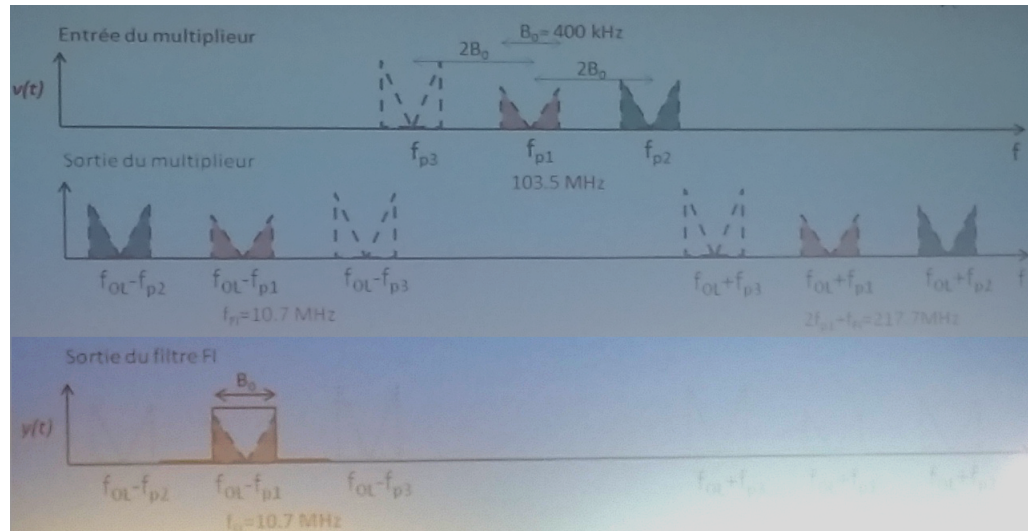 Entrée du multiplieur
B₀= 400 kHz
2B₀
2B₀
v(t)
fp3
fp1
fp2
f
103.5 MHz
Sortie du multiplieur
fOL-fp2
fOL-fp1
fOL-fp3
fOL+fp3
fOL+fp1
fOL+fp2
f
fFI=10.7 MHz
2fp1+fFI=217.7MHz
Sortie du filtre FI
B₀
y(t)
fOL-fp2
fOL-fp1
fOL-fp3
fFI=10.7 MHz